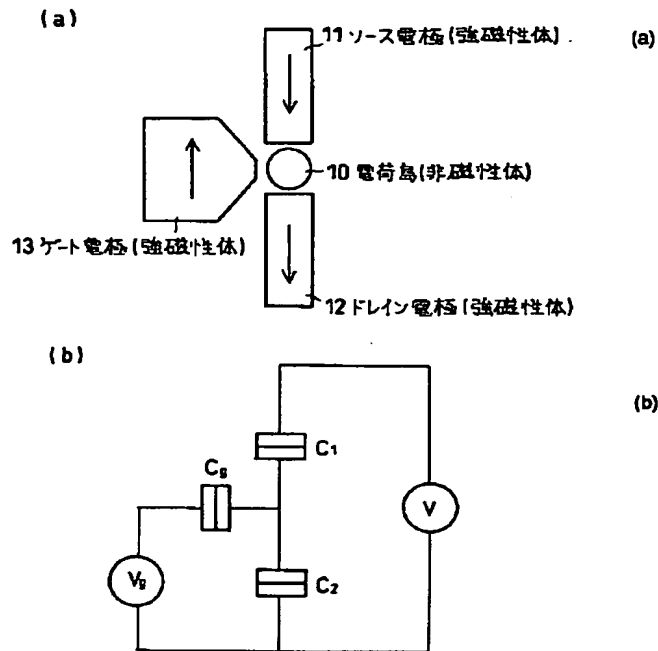 (a)
11 ソース電極(強磁性体)
(a)
10 電荷島(非磁性体)
13 ゲート電極(強磁性体)
12 ドレイン電極(強磁性体)
(b)
(b)
C1
Cg
V
Vg
C2